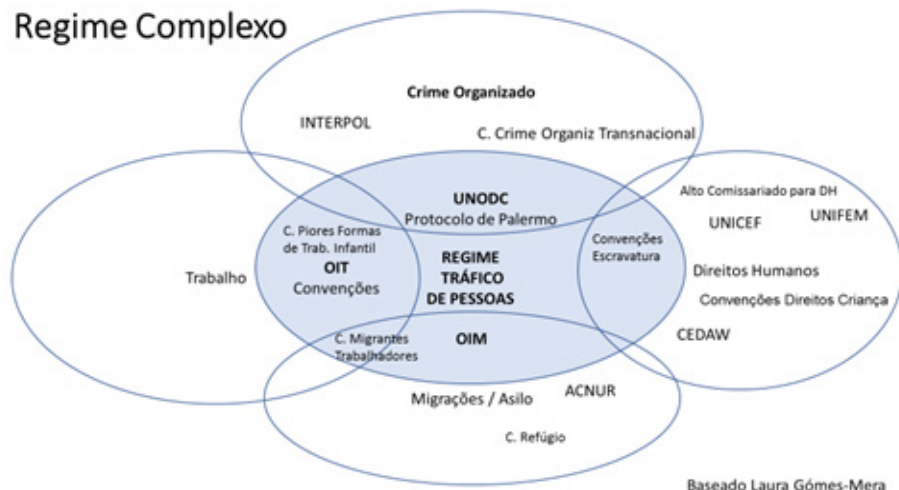 Regime Complexo
Crime Organizado
INTERPOL
C. Crime Organiz Transnacional
UNODC
Protocolo de Palermo
Alto Comissariado para DH
UNICEF
UNIFEM
C. Piores Formas
de Trab. Infantil
OIT
Convenções
Convenções
Escravatura
Trabalho
REGIME
TRÁFICO
DE PESSOAS
Direitos Humanos
Convenções Direitos Criança
C. Migrantes
Trabalhadores
OIM
CEDAW
Migrações / Asilo
ACNUR
C. Refúgio
Baseado Laura Gómes-Mera